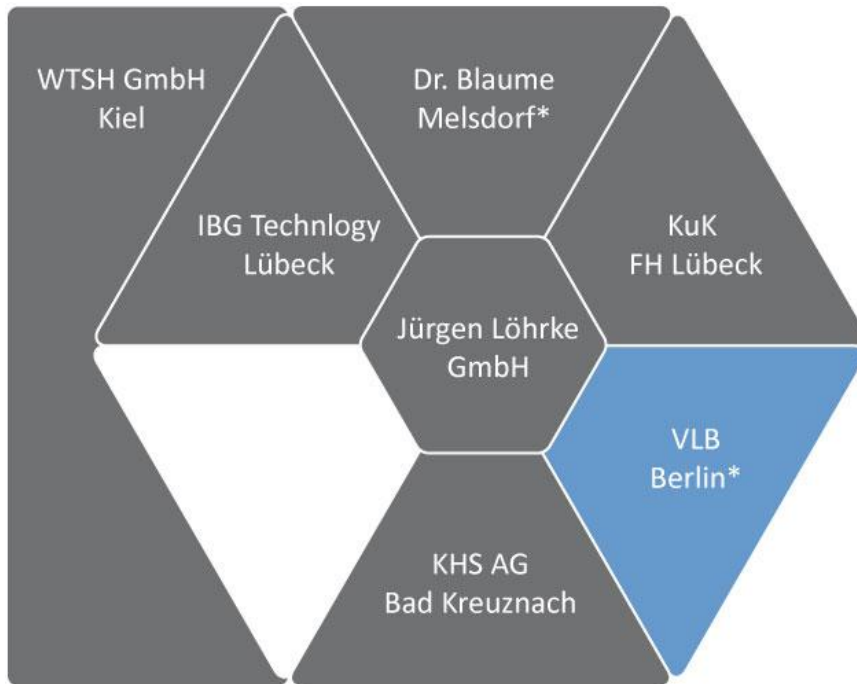 WTSH GmbH
Kiel
Dr. Blaume
Melsdorf*
IBG Technlogy
Lübeck
KuK
FH Lübeck
Jürgen Löhrke
GmbH
VLB
Berlin*
KHS AG
Bad Kreuznach